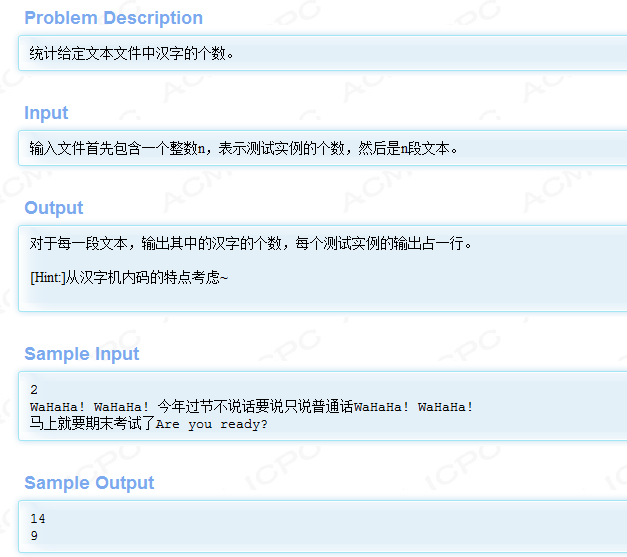 Problem Description
统计给定文本文件中汉字的个数。
Input
输入文件首先包含一个整数n，表示测试实例的个数，然后是n段文本。
Output
对于每一段文本，输出其中的汉字的个数，每个测试实例的输出占一行。
[Hint:]从汉字机内码的特点考虑~
Sample Input
2
WaHaHa! WaHaHa! 今年过节不说话要说只说普通话WaHaHa! WaHaHa!
马上就要期末考试了Are you ready?
Sample Output
14
9